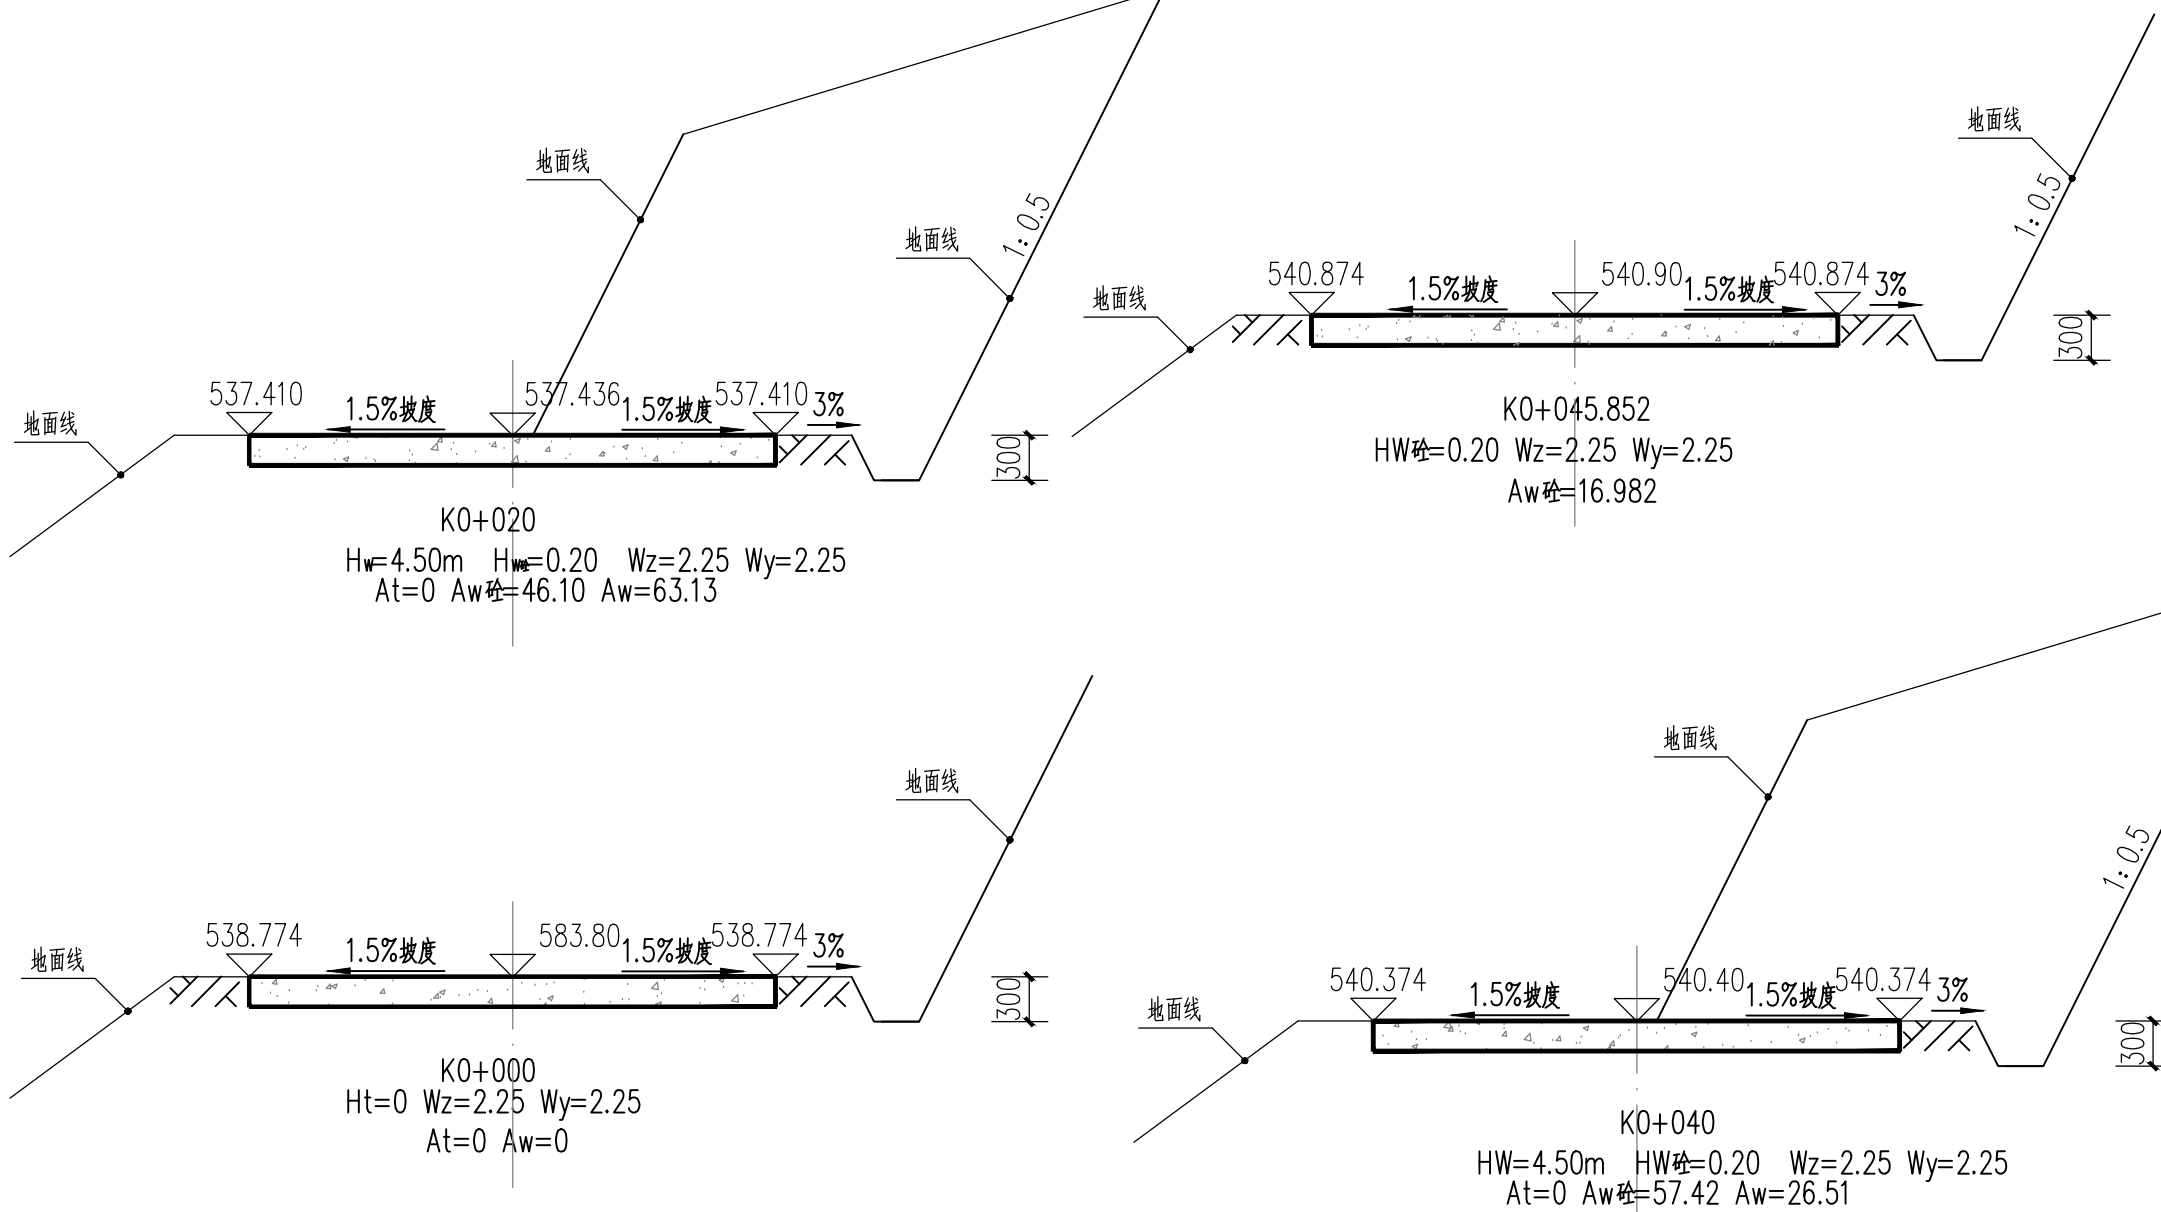 地面线
地面线
1:0.5
537.410
1.5%坡度
537.436
1.5%坡度
537.410
3%
地面线
300
K0+020
Hw=4.50m Hw砼=0.20 Wz=2.25 Wy=2.25
At=0 Aw砼=46.10 Aw=63.13
地面线
1:0.5
540.874
1.5%坡度
540.90
1.5%坡度
540.874
3%
地面线
300
K0+045.852
HW砼=0.20 Wz=2.25 Wy=2.25
Aw砼=16.982
地面线
538.774
1.5%坡度
583.80
1.5%坡度
538.774
3%
地面线
300
K0+000
Ht=0 Wz=2.25 Wy=2.25
At=0 Aw=0
地面线
1:0.5
540.374
1.5%坡度
540.40
1.5%坡度
540.374
3%
地面线
300
K0+040
HW=4.50m HW砼=0.20 Wz=2.25 Wy=2.25
At=0 Aw砼=57.42 Aw=26.51